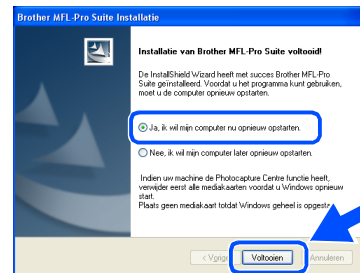 Brother MFL-Pro Suite Installatie
Installatie van Brother MFL-Pro Suite voltooid!
De InstallShield Wizard heeft met succes Brother MFL-Pro
Suite geïnstalleerd. Voordat u het programma kunt gebruiken,
moet u de computer opnieuw opstarten.
Ja, ik wil mijn computer nu opnieuw opstarten.
Nee, ik wil mijn computer later opnieuw opstarten.
Indien uw machine de Photocapture Centre functie heeft,
verwijder eerst alle mediakaarten voordat u Windows opnieuw
start.
Plaats geen mediakaart totdat Windows geheel is
Voltooien
Annuleren